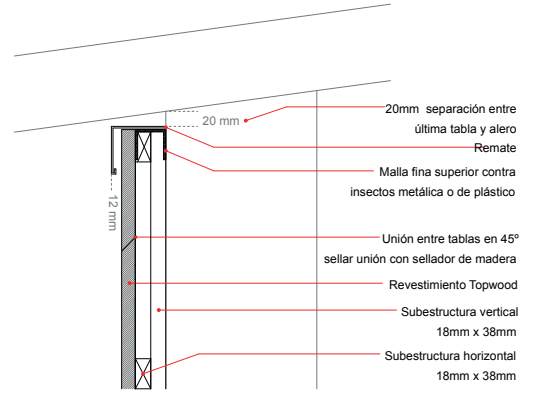 20 mm
20mm separación entre
última tabla y alero
Remate
Malla fina superior contra
insectos metálica o de plástico
12 mm
Unión entre tablas en 45º
sellar unión con sellador de madera
Revestimiento Topwood
Subestructura vertical
18mm x 38mm
Subestructura horizontal
18mm x 38mm